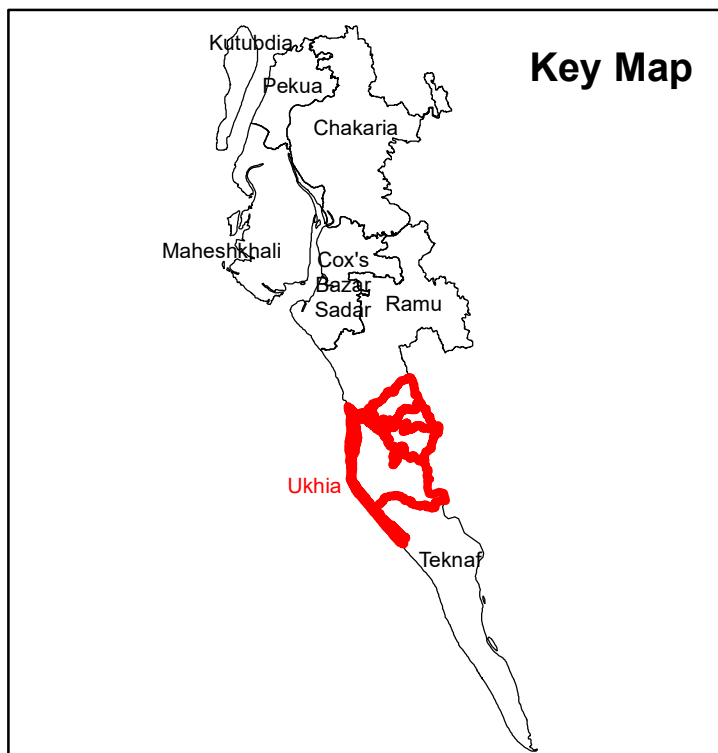 Kutubdia
Key Map
Pekua
Chakaria
Maheshkhali
Cox's
Bazar
Sadar
Ramu
Ukhia
Teknaf